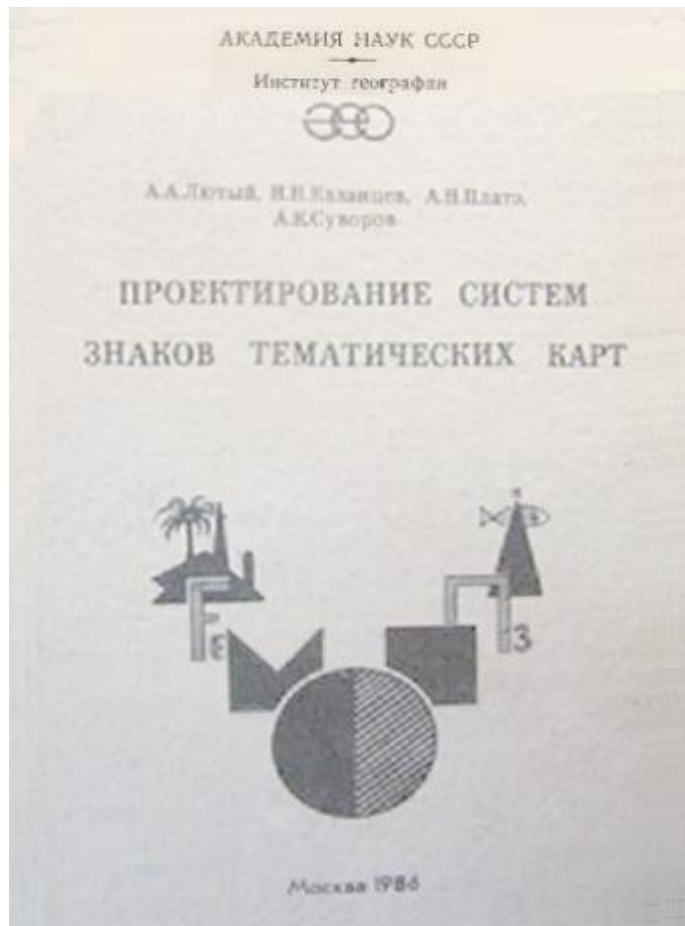 АКАДЕМИЯ НАУК СССР
Институт географии
А.А.Лютый, Н.Н.Казанцев, А.Н.Платэ,
А.К.Суворов
ПРОЕКТИРОВАНИЕ СИСТЕМ
ЗНАКОВ ТЕМАТИЧЕСКИХ КАРТ
З
Москва 1986